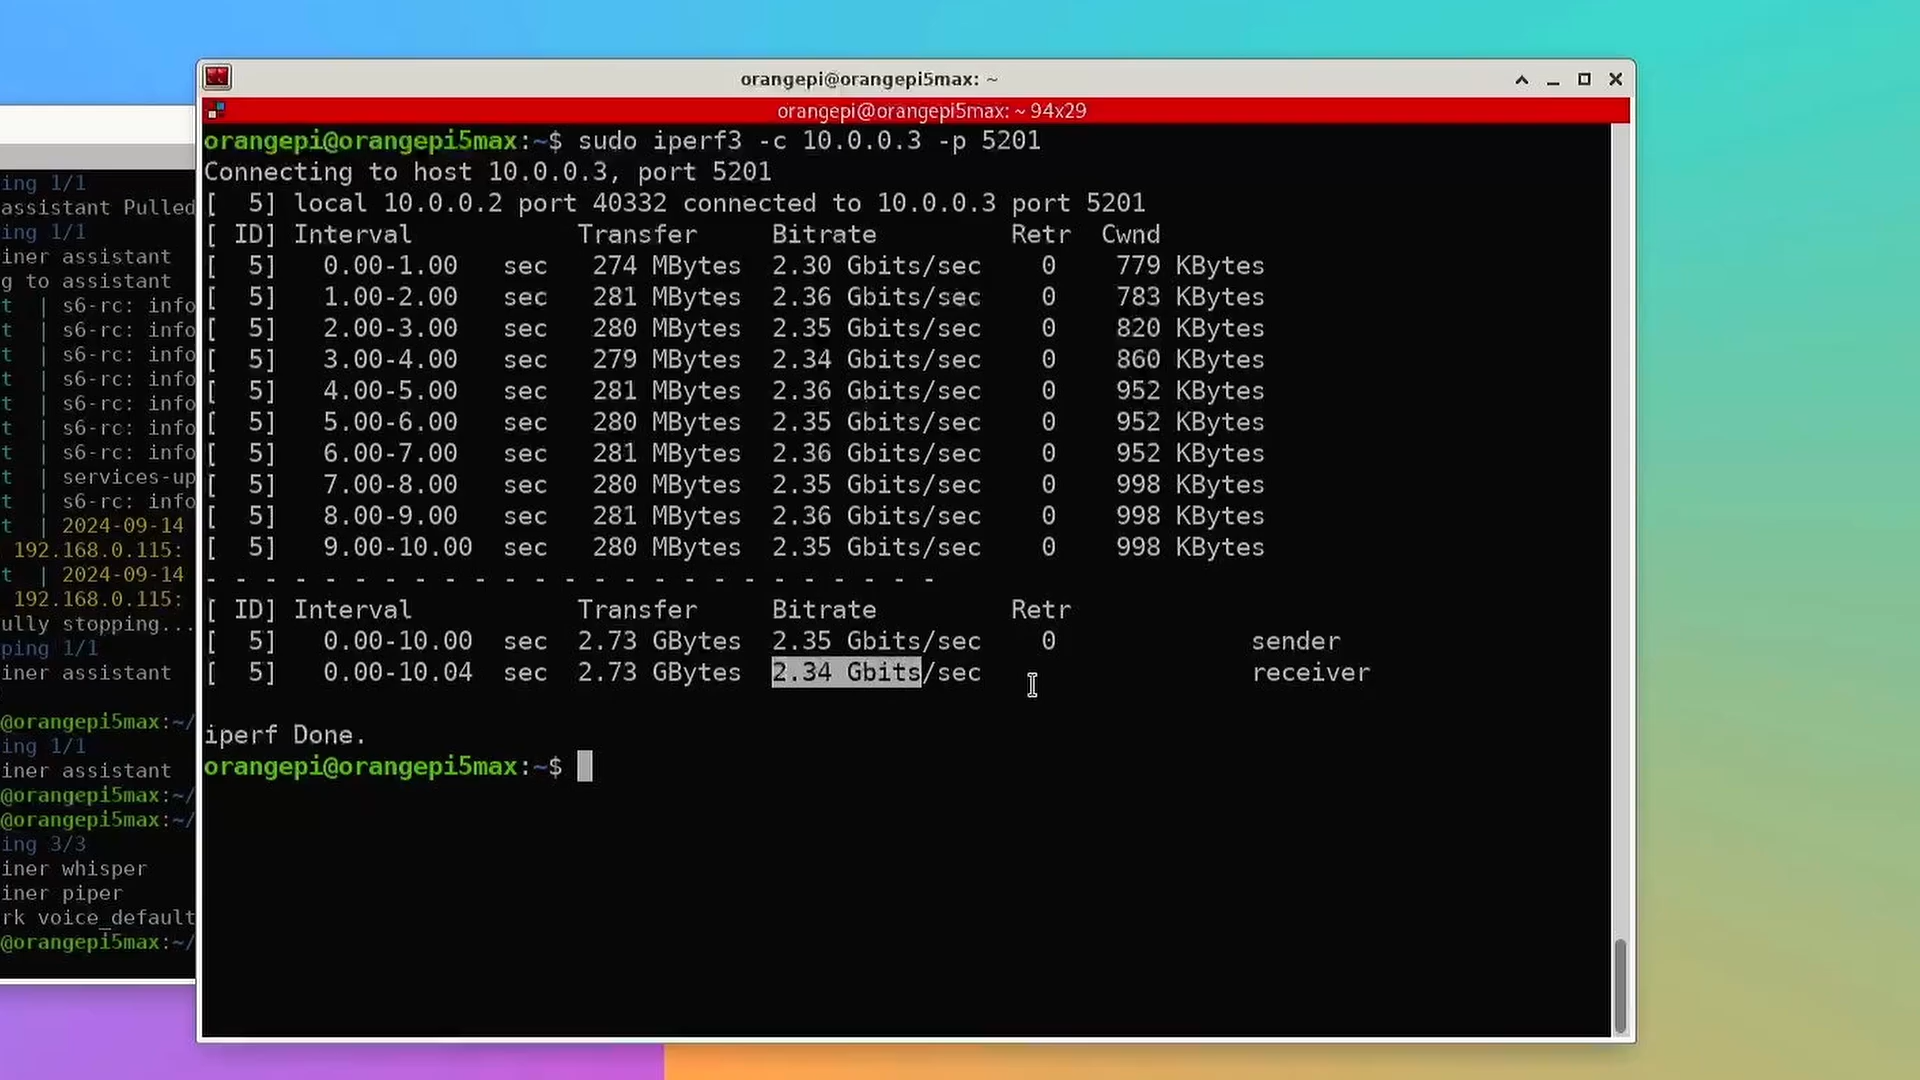 orangepi@orangepi5max: ~
orangepi@orangepi5max: ~ 94x29
orangepi@orangepi5max:~$ sudo iperf3 -c 10.0.0.3 -p 5201
Connecting to host 10.0.0.3, port 5201
[  5] local 10.0.0.2 port 40332 connected to 10.0.0.3 port 5201
[ ID] Interval           Transfer     Bitrate         Retr  Cwnd
[  5]   0.00-1.00   sec   274 MBytes  2.30 Gbits/sec    0    779 KBytes
[  5]   1.00-2.00   sec   281 MBytes  2.36 Gbits/sec    0    783 KBytes
[  5]   2.00-3.00   sec   280 MBytes  2.35 Gbits/sec    0    820 KBytes
[  5]   3.00-4.00   sec   279 MBytes  2.34 Gbits/sec    0    860 KBytes
[  5]   4.00-5.00   sec   281 MBytes  2.36 Gbits/sec    0    952 KBytes
[  5]   5.00-6.00   sec   280 MBytes  2.35 Gbits/sec    0    952 KBytes
[  5]   6.00-7.00   sec   281 MBytes  2.36 Gbits/sec    0    952 KBytes
[  5]   7.00-8.00   sec   280 MBytes  2.35 Gbits/sec    0    998 KBytes
[  5]   8.00-9.00   sec   281 MBytes  2.36 Gbits/sec    0    998 KBytes
[  5]   9.00-10.00  sec   280 MBytes  2.35 Gbits/sec    0    998 KBytes
- - - - - - - - - - - - - - - - - - - - - - - - -
[ ID] Interval           Transfer     Bitrate         Retr
[  5]   0.00-10.00  sec  2.73 GBytes  2.35 Gbits/sec    0             sender
[  5]   0.00-10.04  sec  2.73 GBytes  2.34 Gbits/sec                  receiver
iperf Done.
orangepi@orangepi5max:~$
ing 1/1
assistant Pulled
ing 1/1
iner assistant
g to assistant
t  | s6-rc: info
t  | s6-rc: info
t  | s6-rc: info
t  | s6-rc: info
t  | s6-rc: info
t  | s6-rc: info
t  | s6-rc: info
t  | services-up
t  | s6-rc: info
t  | 2024-09-14
192.168.0.115:
t  | 2024-09-14
192.168.0.115:
ully stopping...
ping 1/1
iner assistant
@orangepi5max:~/
ing 1/1
iner assistant
@orangepi5max:~/
@orangepi5max:~/
ing 3/3
iner whisper
iner piper
rk voice_default
@orangepi5max:~/